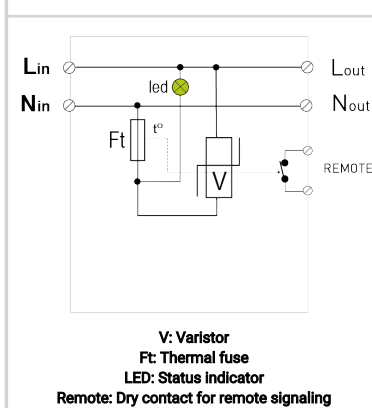 Lin
Lout
led
Nin
Nout
Ft
t°
V
REMOTE
V: Varistor
Ft: Thermal fuse
LED: Status indicator
Remote: Dry contact for remote signaling